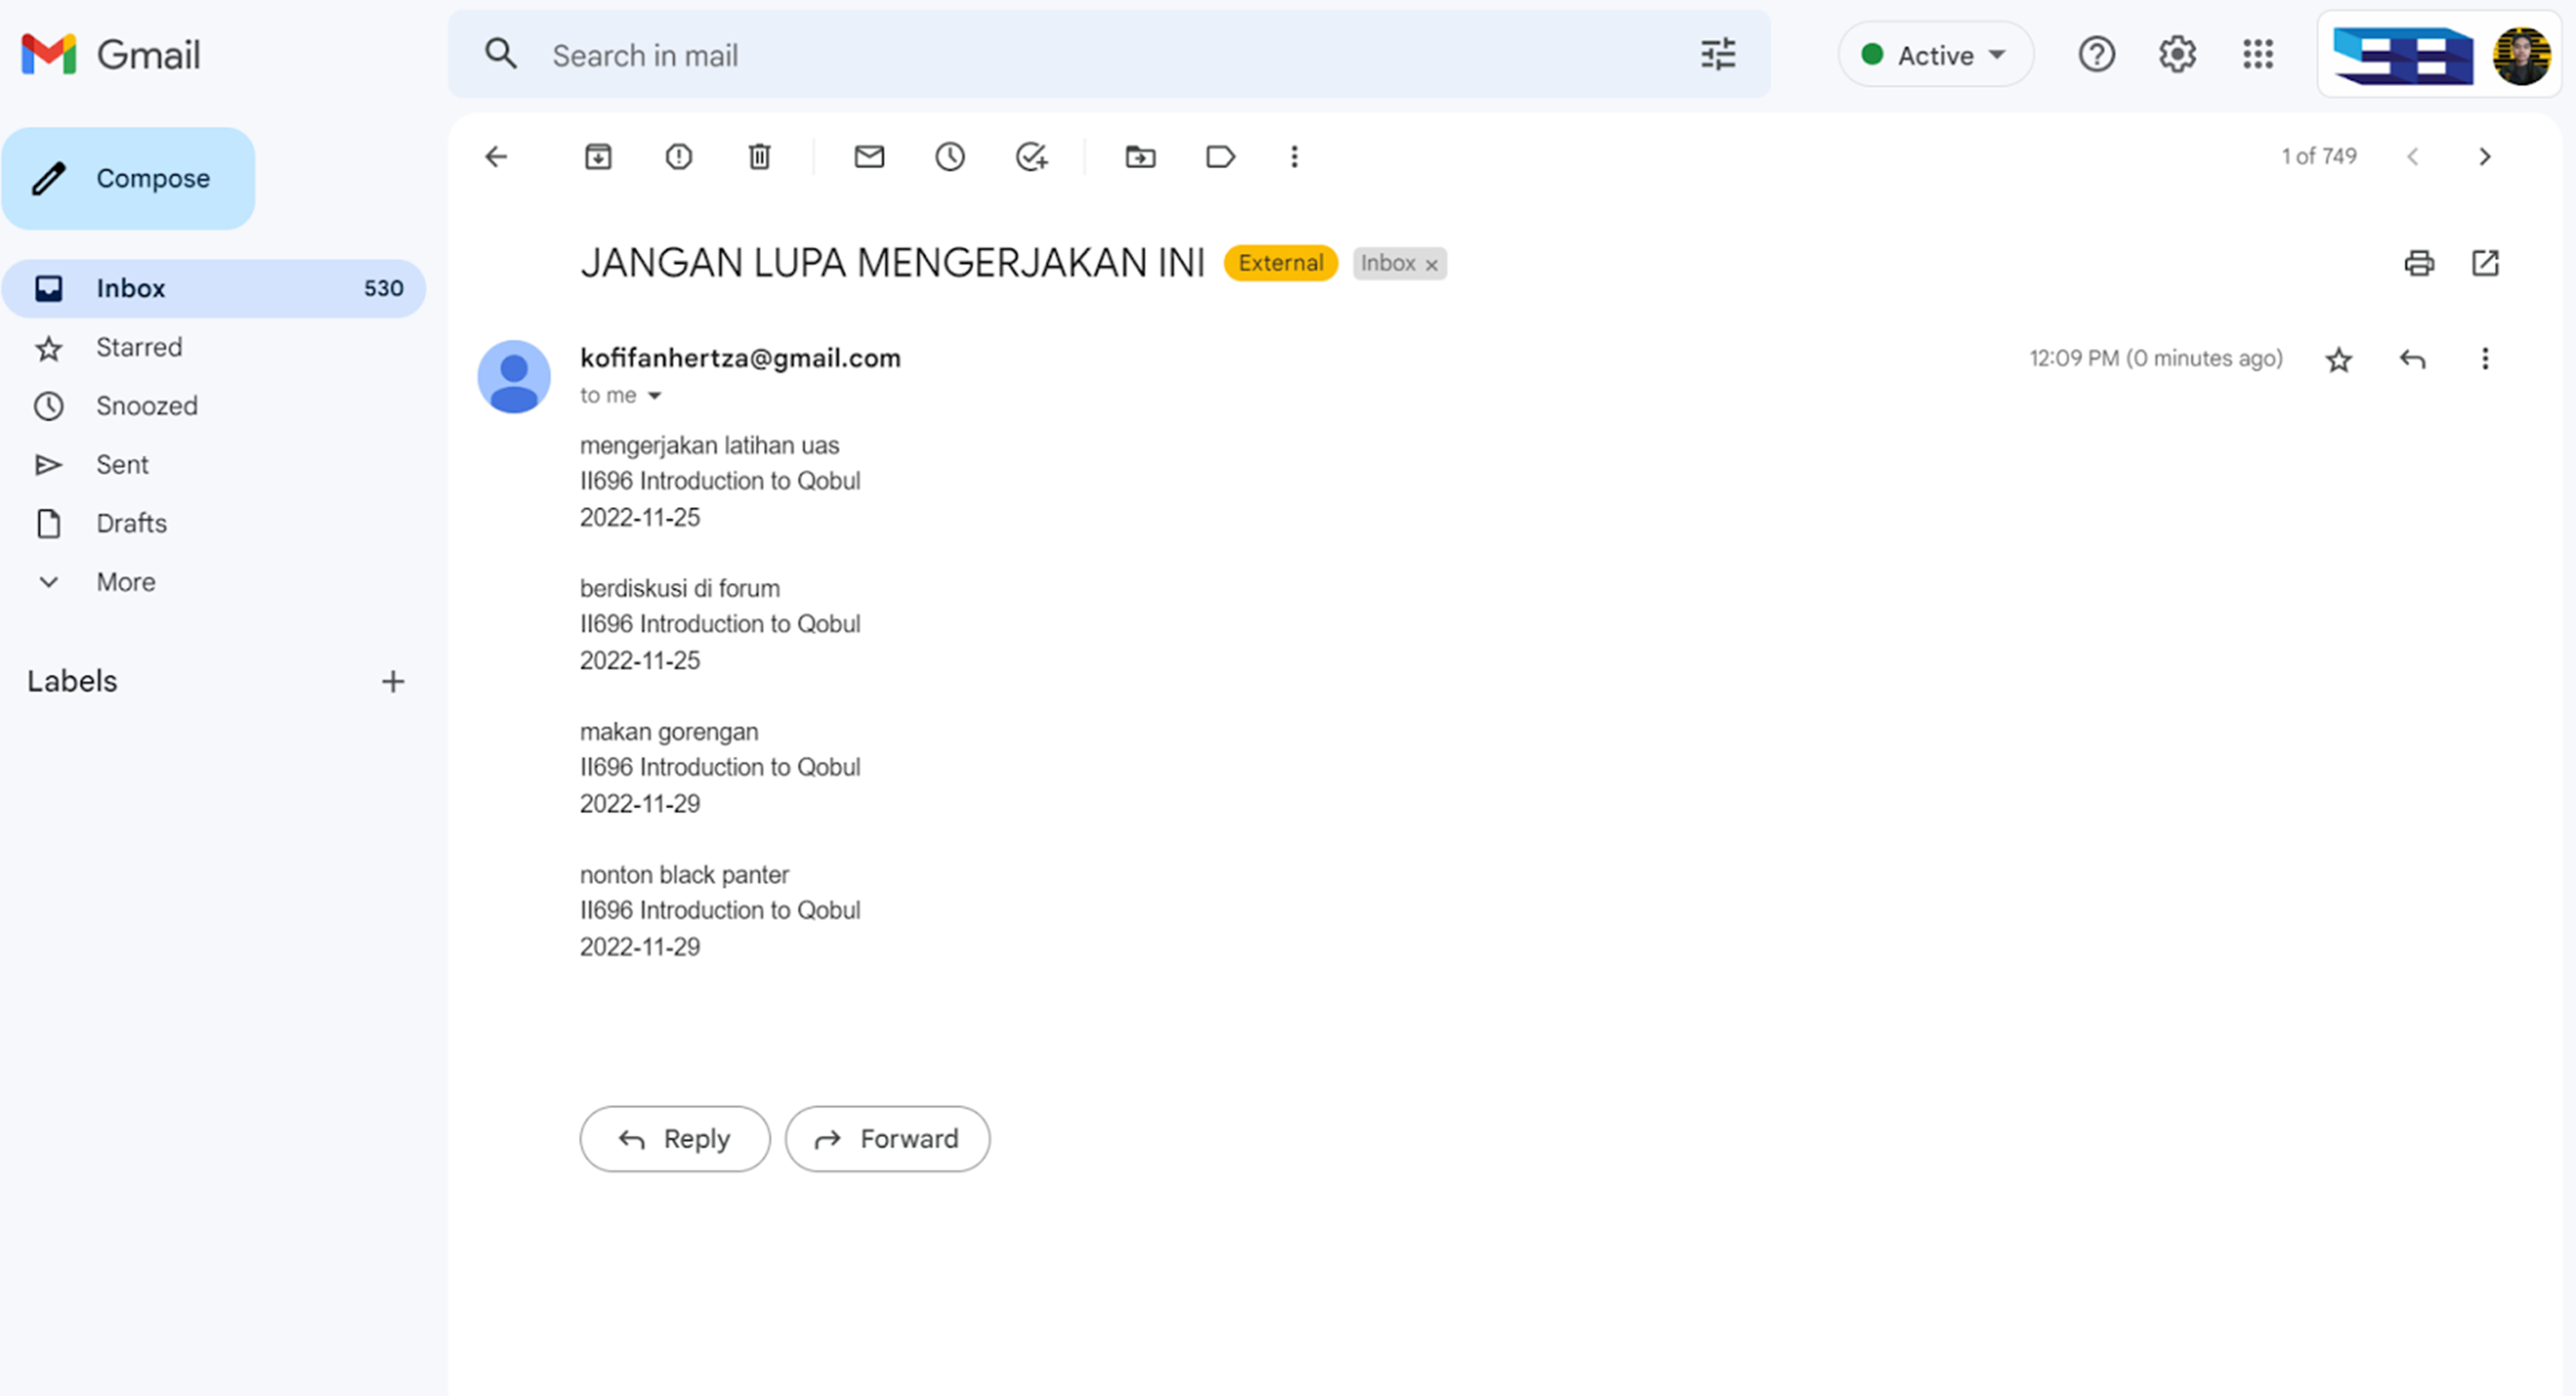 Gmail
Search in mail
Active
Compose
1 of 749
JANGAN LUPA MENGERJAKAN INI External Inbox x
Inbox 530
kofifanhertza@gmail.com
12:09 PM (0 minutes ago)
Starred
to me
Snoozed
mengerjakan latihan uas
Sent
II696 Introduction to Qobul
Drafts
2022-11-25
More
berdiskusi di forum
II696 Introduction to Qobul
2022-11-25
Labels
makan gorengan
II696 Introduction to Qobul
2022-11-29
nonton black panter
II696 Introduction to Qobul
2022-11-29
Reply
Forward